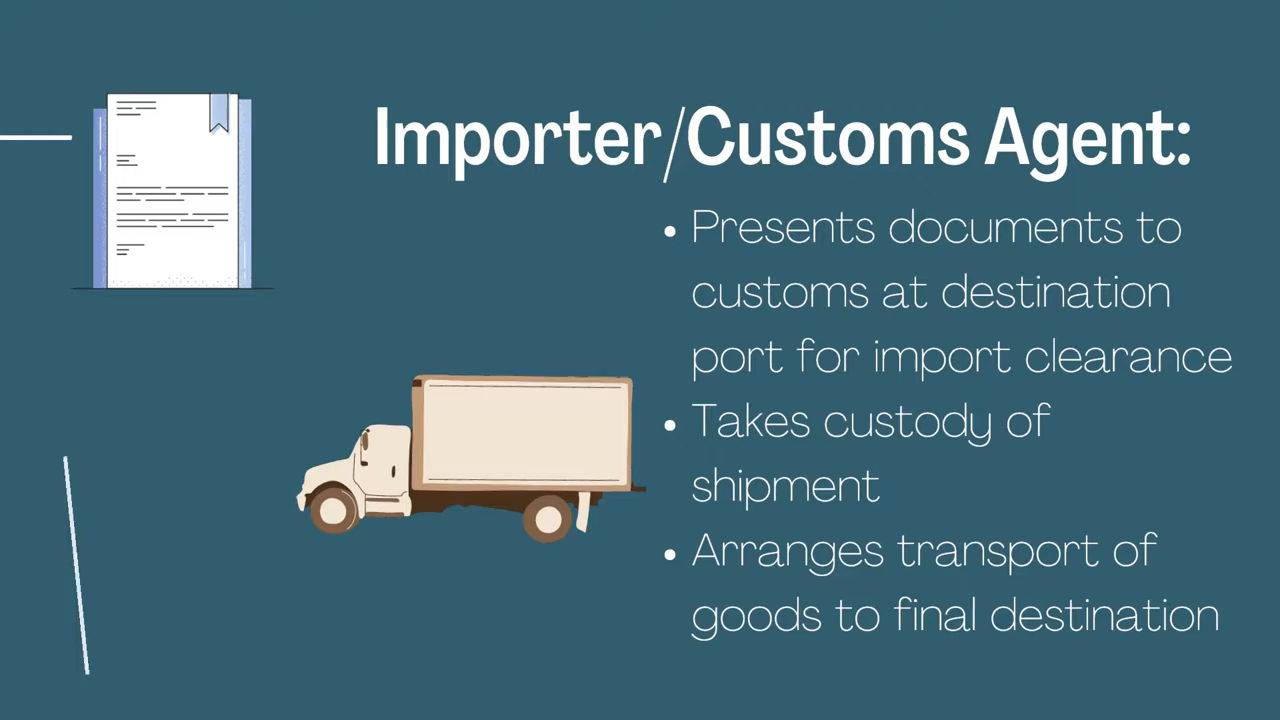 Importer/Customs Agent:
• Presents documents to
customs at destination
port for import clearance
• Takes custody of
shipment
• Arranges transport of
goods to final destination